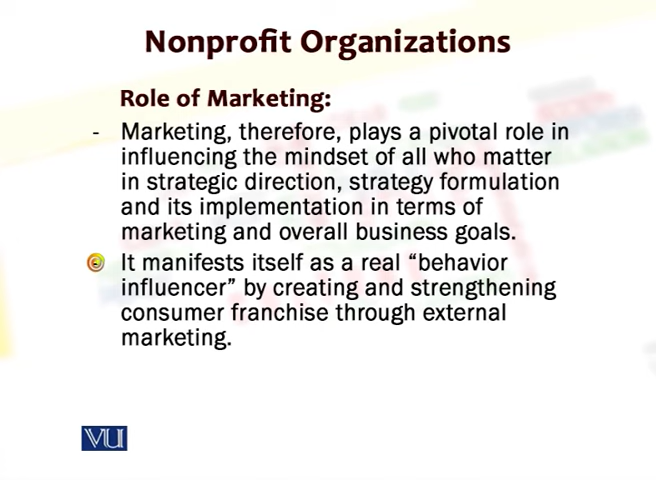 Nonprofit Organizations
Role of Marketing:
- Marketing, therefore, plays a pivotal role in
influencing the mindset of all who matter
in strategic direction, strategy formulation
and its implementation in terms of
marketing and overall business goals.
It manifests itself as a real “behavior
influencer” by creating and strengthening
consumer franchise through external
marketing.
VU